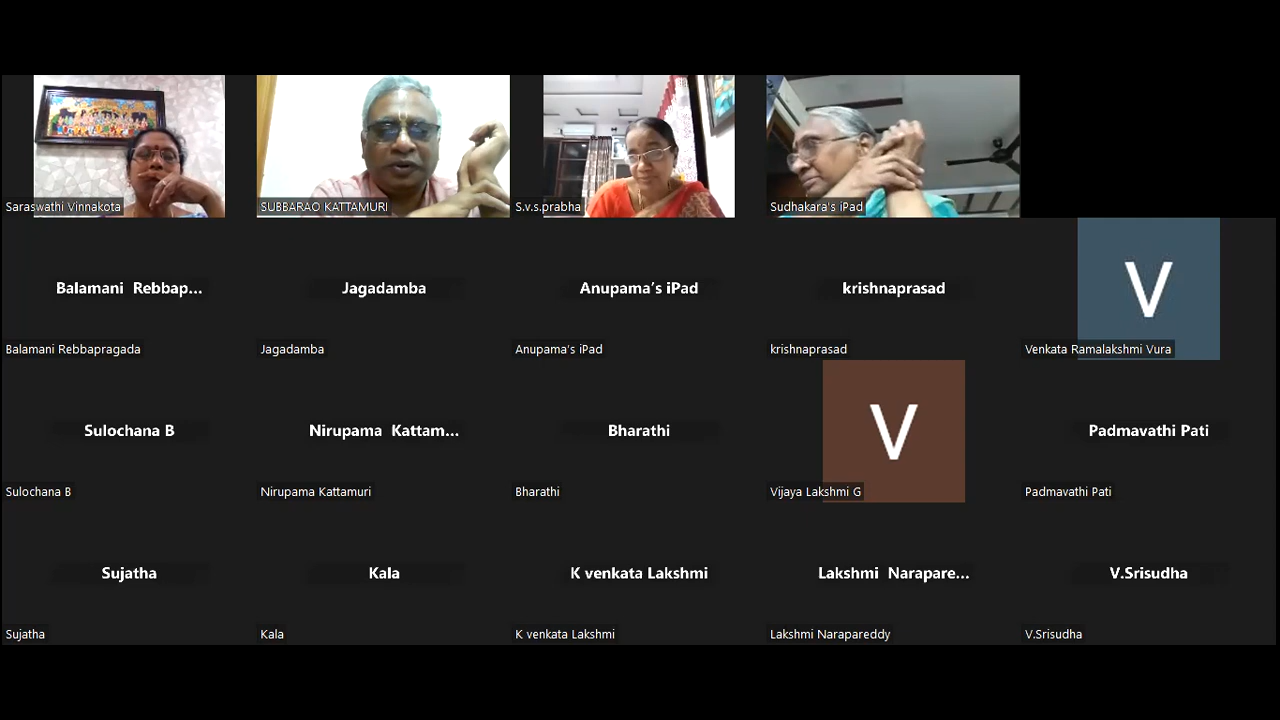 Saraswathi Vinnakota
SUBBARAO KATTAMURI
S.v.s.prabha
Sudhakara's iPad
Balamani Rebbap...
Jagadamba
Anupama's iPad
krishnaprasad
V
Balamani Rebbapragada
Jagadamba
Anupama's iPad
krishnaprasad
Venkata Ramalakshmi Vura
Sulochana B
Nirupama Kattam...
Bharathi
V
Padmavathi Pati
Sulochana B
Nirupama Kattamuri
Bharathi
Vijaya Lakshmi G
Padmavathi Pati
Sujatha
Kala
K venkata Lakshmi
Lakshmi Narapare...
V.Srisudha
Sujatha
Kala
K venkata Lakshmi
Lakshmi Narapareddy
V.Srisudha